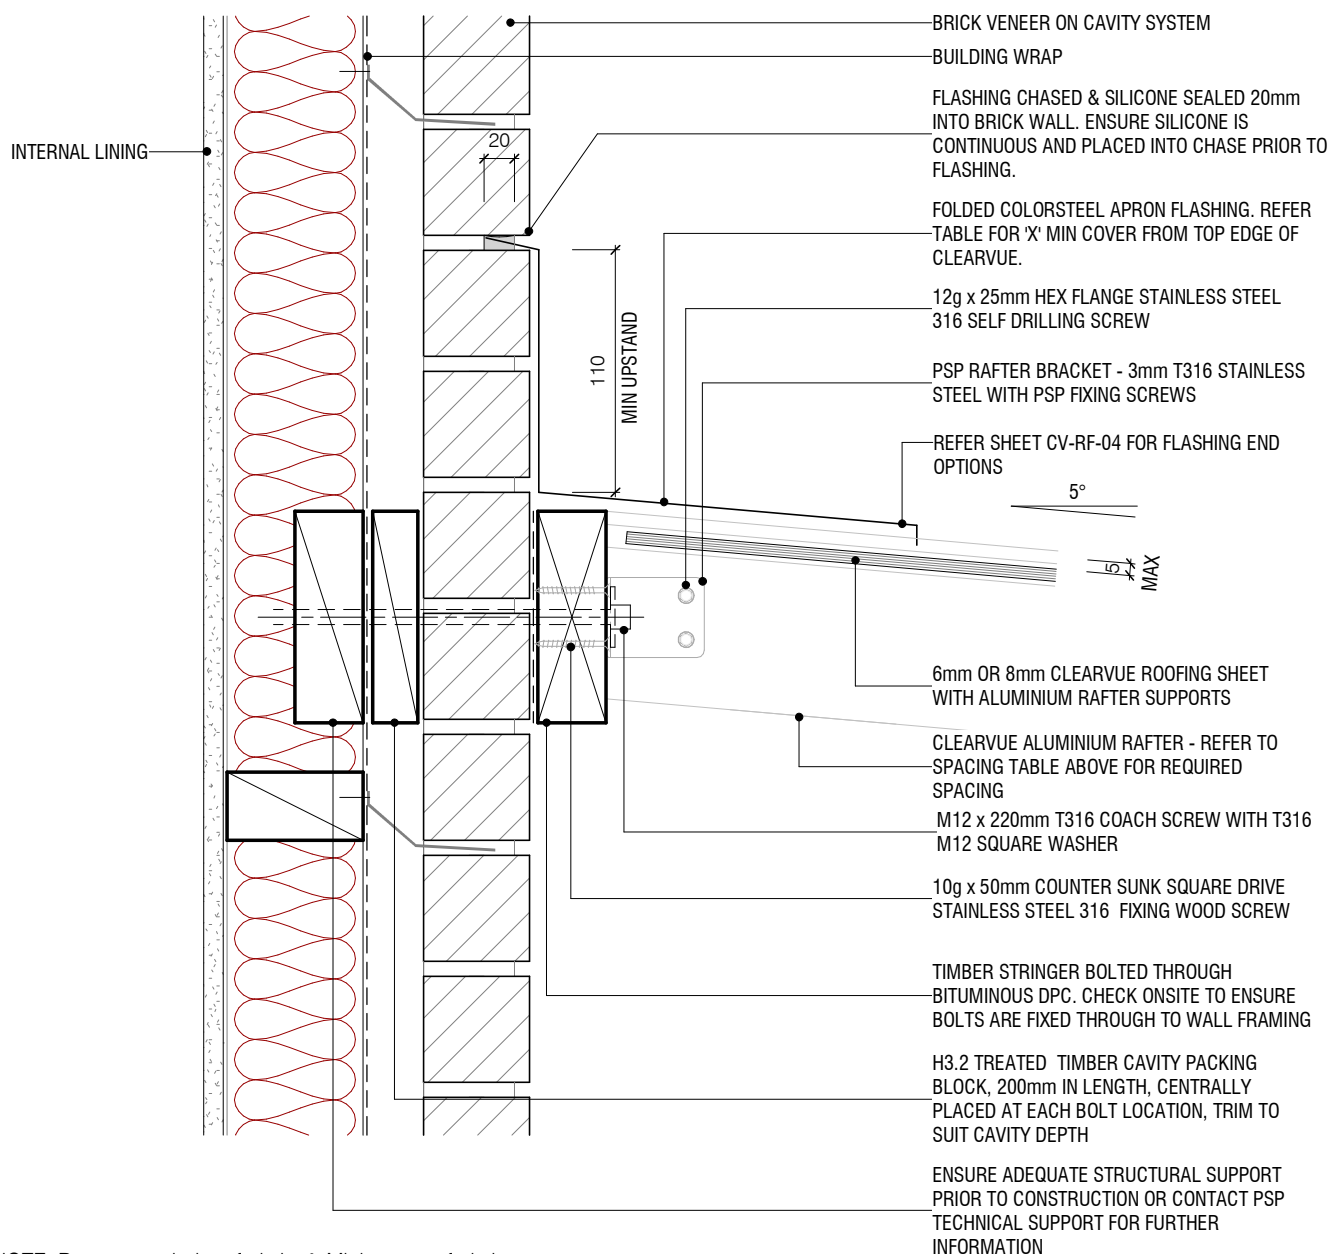 BRICK VENEER ON CAVITY SYSTEM
BUILDING WRAP
FLASHING CHASED & SILICONE SEALED 20mm
INTO BRICK WALL. ENSURE SILICONE IS
CONTINUOUS AND PLACED INTO CHASE PRIOR TO
FLASHING.
INTERNAL LINING
20
FOLDED COLORSTEEL APRON FLASHING. REFER
TABLE FOR 'X' MIN COVER FROM TOP EDGE OF
CLEARVUE.
12g x 25mm HEX FLANGE STAINLESS STEEL
316 SELF DRILLING SCREW
110
MIN UPSTAND
PSP RAFTER BRACKET - 3mm T316 STAINLESS
STEEL WITH PSP FIXING SCREWS
REFER SHEET CV-RF-04 FOR FLASHING END
OPTIONS
5°
5
MAX
6mm OR 8mm CLEARVUE ROOFING SHEET
WITH ALUMINIUM RAFTER SUPPORTS
CLEARVUE ALUMINIUM RAFTER - REFER TO
SPACING TABLE ABOVE FOR REQUIRED
SPACING
M12 x 220mm T316 COACH SCREW WITH T316
M12 SQUARE WASHER
10g x 50mm COUNTER SUNK SQUARE DRIVE
STAINLESS STEEL 316 FIXING WOOD SCREW
TIMBER STRINGER BOLTED THROUGH
BITUMINOUS DPC. CHECK ONSITE TO ENSURE
BOLTS ARE FIXED THROUGH TO WALL FRAMING
H3.2 TREATED TIMBER CAVITY PACKING
BLOCK, 200mm IN LENGTH, CENTRALLY
PLACED AT EACH BOLT LOCATION, TRIM TO
SUIT CAVITY DEPTH
ENSURE ADEQUATE STRUCTURAL SUPPORT
PRIOR TO CONSTRUCTION OR CONTACT PSP
TECHNICAL SUPPORT FOR FURTHER
INFORMATION